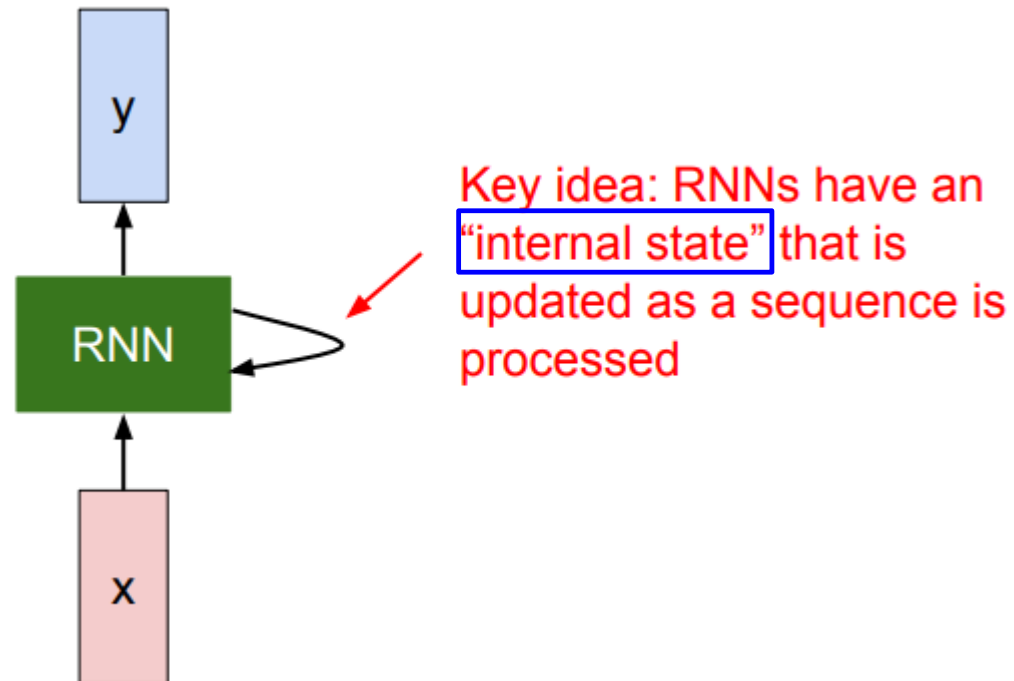 y
Key idea: RNNs have an
“internal state” that is
updated as a sequence is
processed
RNN
x